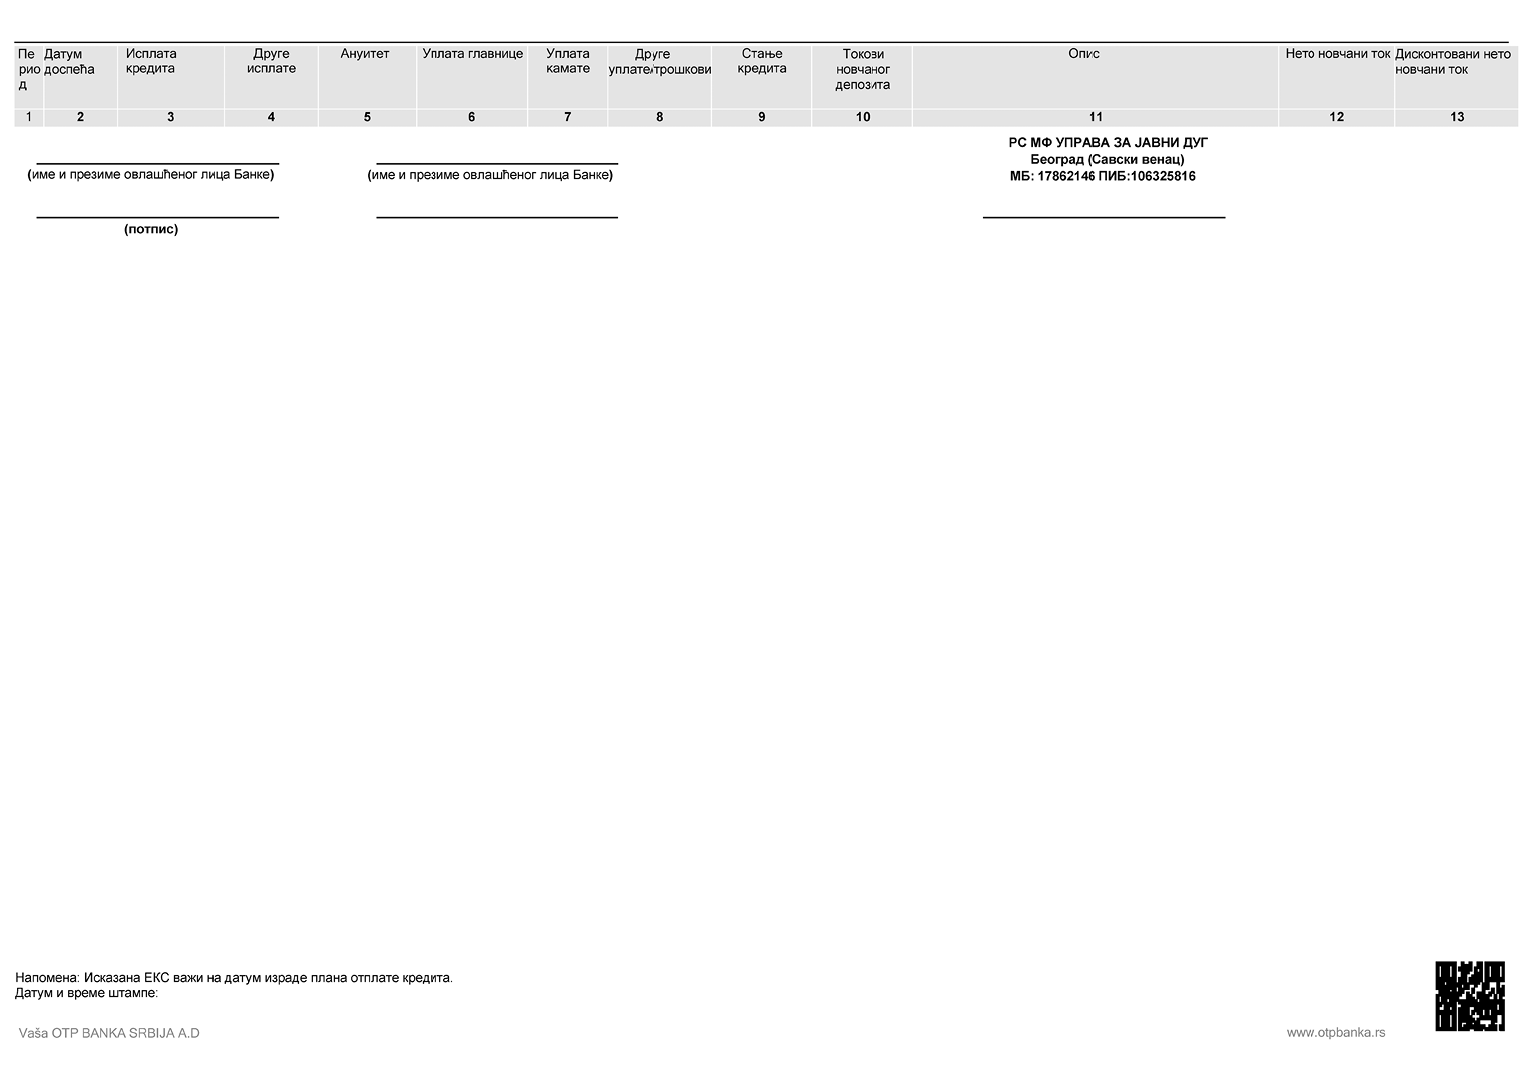 Пе Датум Исплата Друге Ануитет Уплата главнице Уплата Друге Стање Токови Опис Нето новчани ток Дисконтовани нето
рио доспећа кредита исплате камате уплате/трошкови кредита новчаног новчани ток
д депозита
1 2 3 4 5 6 7 8 9 10 11 12 13
РС МФ УПРАВА ЗА ЈАВНИ ДУГ
Београд (Савски венац)
(име и презиме овлашћеног лица Банке) (име и презиме овлашћеног лица Банке) МБ: 17862146 ПИБ:106325816
(потпис)
Напомена: Исказана ЕКС важи на датум израде плана отплате кредита.
Датум и време штампе:
Vaša OTP BANKA SRBIJA A.D www.otpbanka.rs